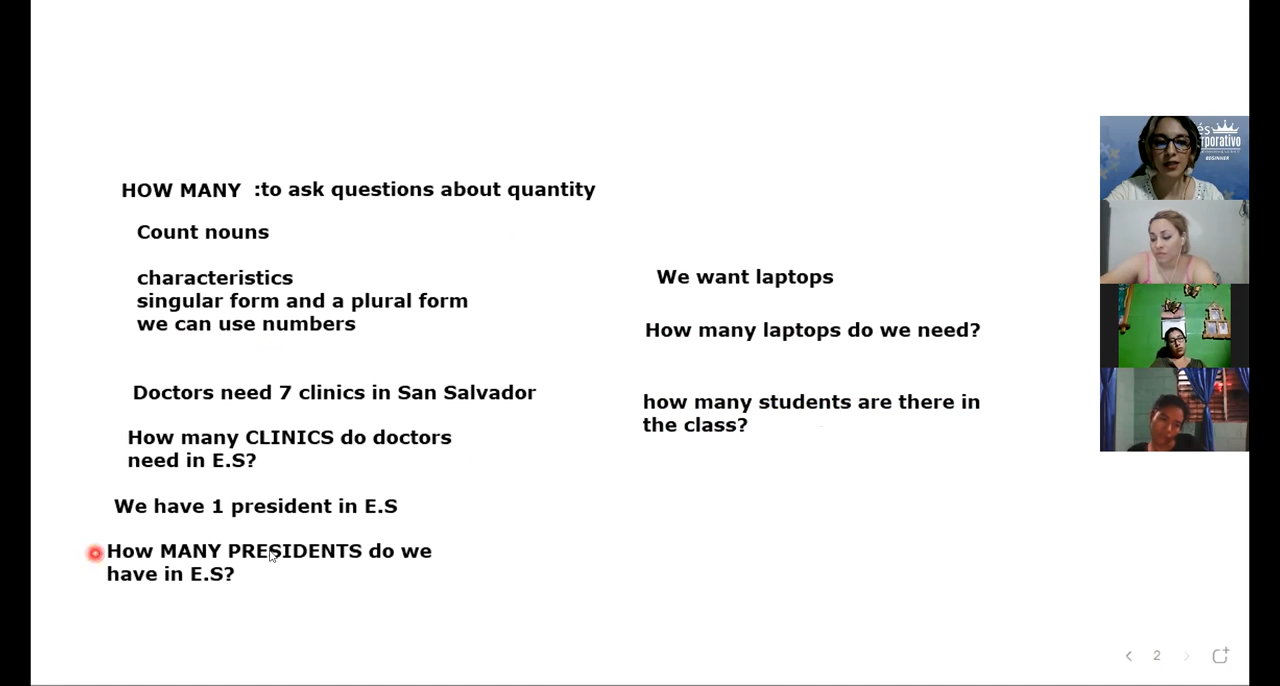 HOW MANY :to ask questions about quantity
Count nouns
characteristics
singular form and a plural form
we can use numbers
Doctors need 7 clinics in San Salvador
How many CLINICS do doctors
need in E.S?
We have 1 president in E.S
How MANY PRESIDENTS do we
have in E.S?
We want laptops
How many laptops do we need?
how many students are there in
the class?
és
rporativo
BEGINNER
2